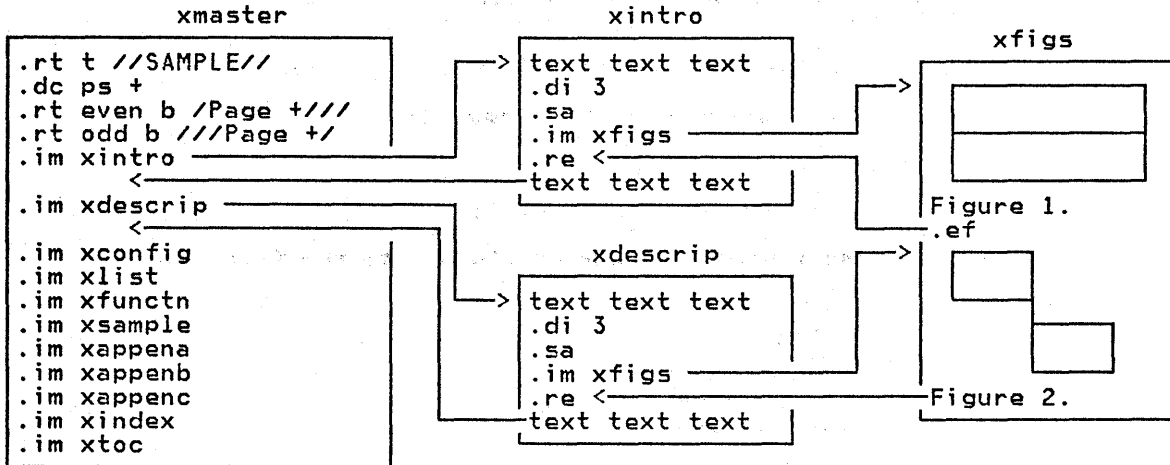 xmaster
.rt t //SAMPLE//
.dc ps +
.rt even b /Page +///
.rt odd b ///Page +/
.im xintro
.im xdescrip
.im xconfig
.im xlist
.im xfunctn
.im xsample
.im xappena
.im xappenb
.im xappenc
.im xindex
.im xtoc
xintro
text text text
.di 3
.sa
.im xfigs
.re
text text text
xdescrip
text text text
.di 3
.sa
.im xfigs
.re
text text text
xfigs
Figure 1.
.ef
Figure 2.